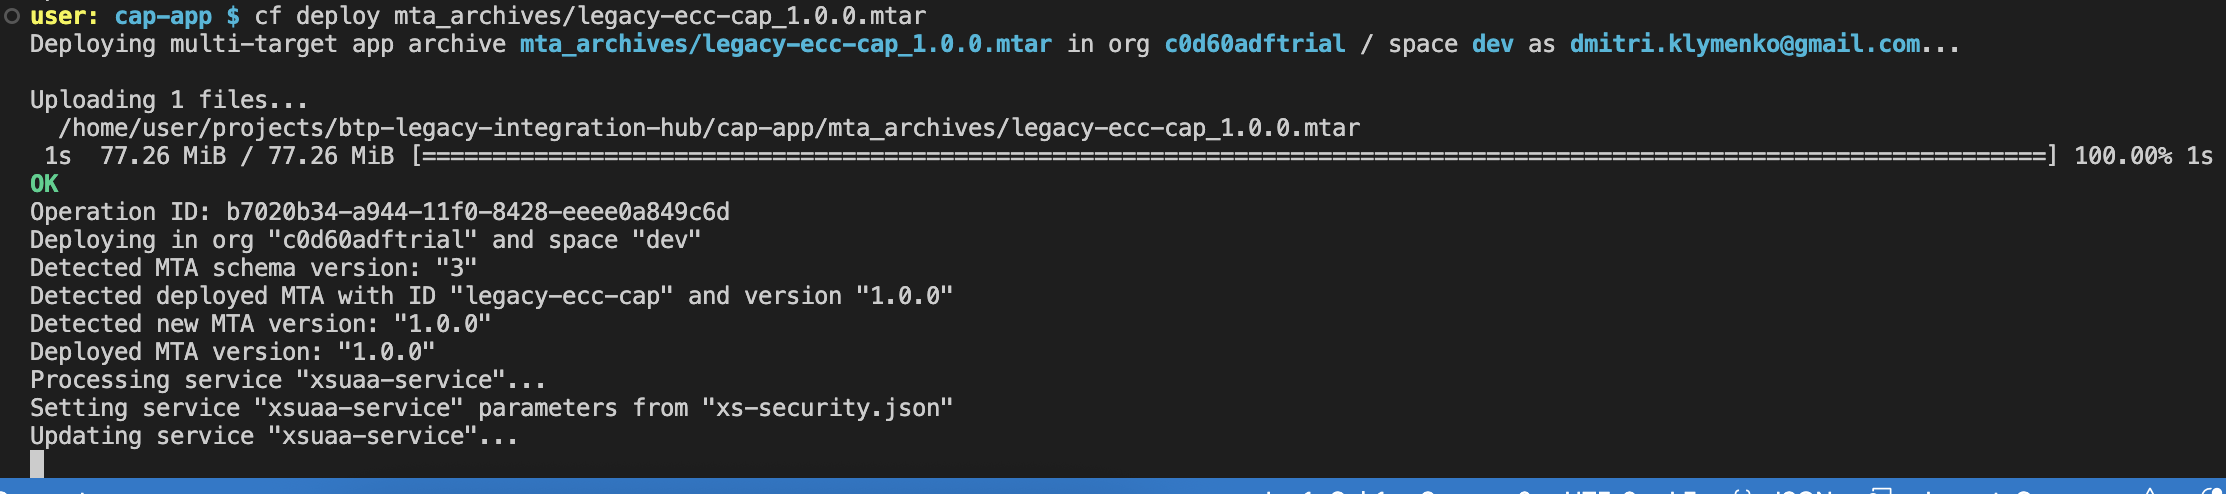 user: cap-app $ cf deploy mta_archives/legacy-ecc-cap_1.0.0.mtar
Deploying multi-target app archive mta_archives/legacy-ecc-cap_1.0.0.mtar in org c0d60adftrial / space dev as dmitri.klymenko@gmail.com...
Uploading 1 files...
/home/user/projects/btp-legacy-integration-hub/cap-app/mta_archives/legacy-ecc-cap_1.0.0.mtar
1s 77.26 MiB / 77.26 MiB [====================================================================================================================] 100.00% 1s
OK
Operation ID: b7020b34-a944-11f0-8428-eeee0a849c6d
Deploying in org "c0d60adftrial" and space "dev"
Detected MTA schema version: "3"
Detected deployed MTA with ID "legacy-ecc-cap" and version "1.0.0"
Detected new MTA version: "1.0.0"
Deployed MTA version: "1.0.0"
Processing service "xsuaa-service"...
Setting service "xsuaa-service" parameters from "xs-security.json"
Updating service "xsuaa-service"...